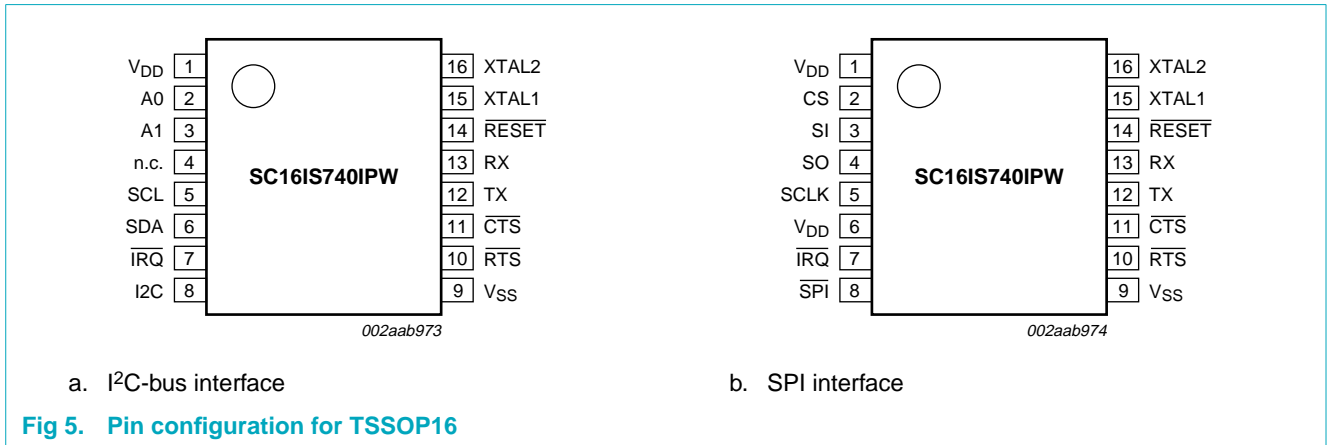 VDD 1 16 XTAL2
A0 2 15 XTAL1
A1 3 14 RESET
n.c. 4 13 RX
SC16IS740IPW
SCL 5 12 TX
SDA 6 11 CTS
IRQ 7 10 RTS
I2C 8 9 VSS
002aab973
a. I2C-bus interface
VDD 1 16 XTAL2
CS 2 15 XTAL1
SI 3 14 RESET
SO 4 13 RX
SC16IS740IPW
SCLK 5 12 TX
VDD 6 11 CTS
IRQ 7 10 RTS
SPI 8 9 VSS
002aab974
b. SPI interface
Fig 5. Pin configuration for TSSOP16